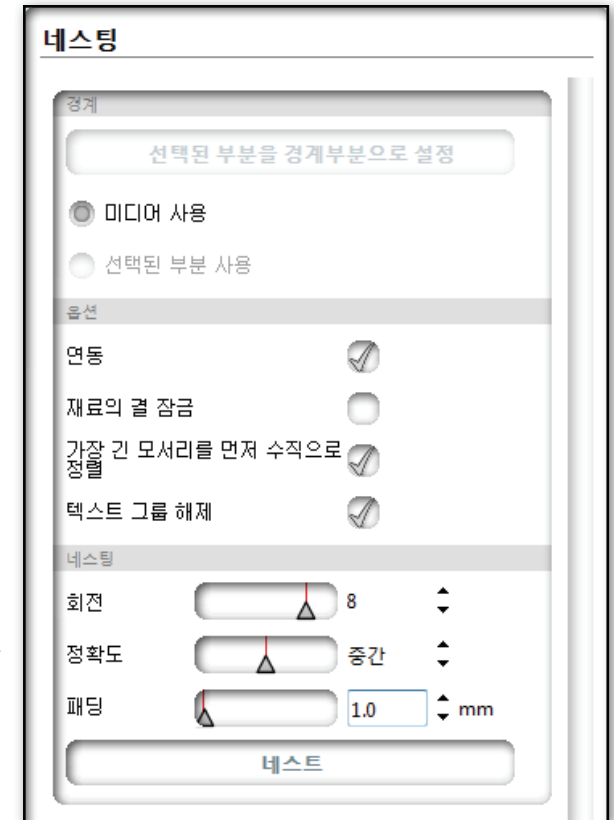 네스팅
경계
선택된 부분을 경계부분으로 설정
미디어 사용
선택된 부분 사용
옵션
연동
재료의 결 잠금
가장 긴 모서리를 먼저 수직으로
정렬
텍스트 그룹 해제
네스팅
회전 8
정확도 중간
패딩 1.0 mm
네스트